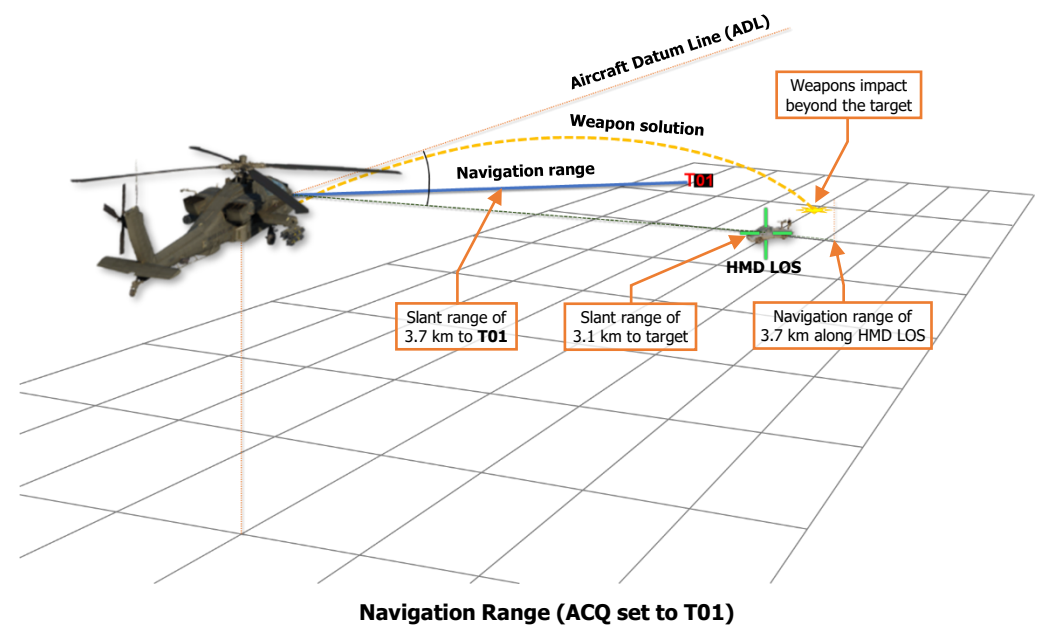 Aircraft Datum Line (ADL)
Weapons impact
beyond the target
Weapon solution
Navigation range
T01
HMD LOS
Slant range of
3.7 km to T01
Slant range of
3.1 km to target
Navigation range of
3.7 km along HMD LOS
Navigation Range (ACQ set to T01)